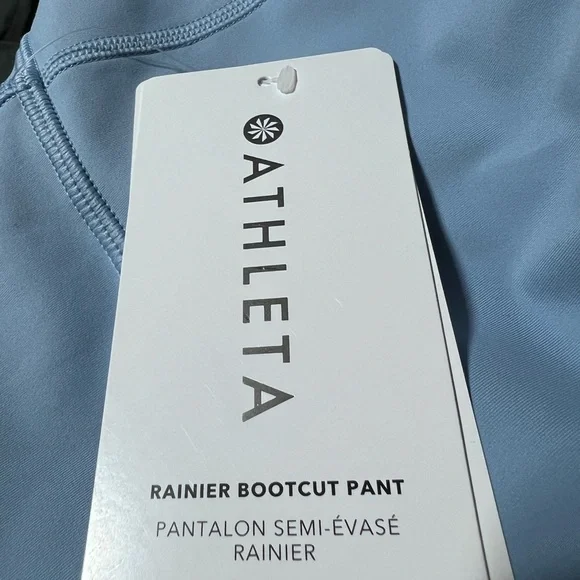 ATHLETA
RAINIER BOOTCUT PANT
PANTALON SEMI-ÉVASÉ
RAINIER